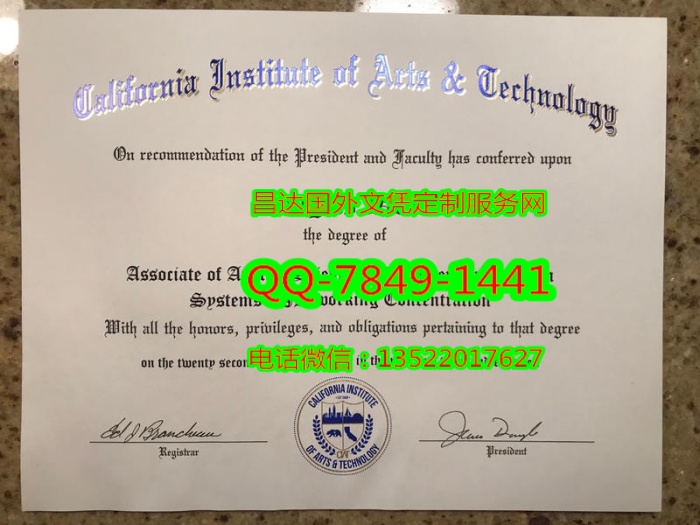 California Institute of Arts & Technology
On recommendation of the President and Faculty has conferred upon
昌达国外文凭定制服务网
the degree of
Associate of
QQ-7849-1441
Systems Concentration
With all the honors, privileges, and obligations pertaining to that degree
on the twenty in
电话微信：13522017627
CALIFORNIA INSTITUTE
OF ARTS & TECHNOLOGY
Registrar
President